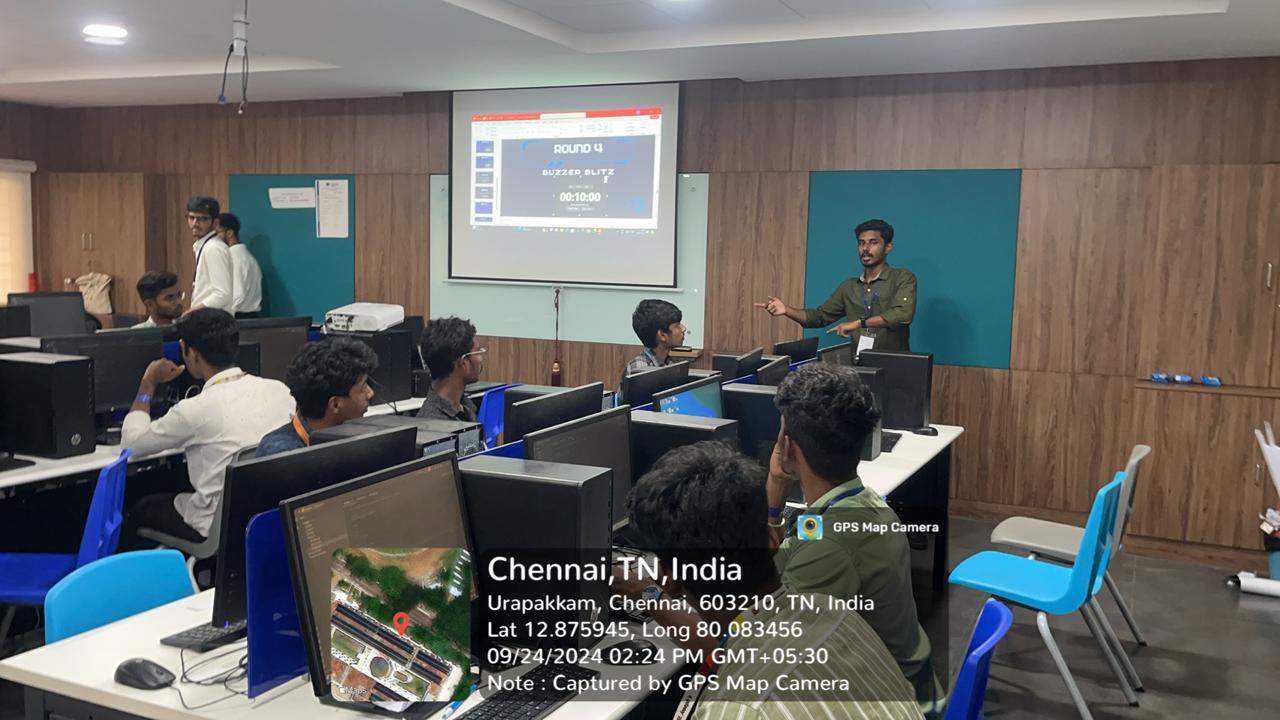 ROUND 4
BUZZER BLITZ
00:10:00
hp
GPS Map Camera
Chennai,TN,India
Urapakkam, Chennai, 603210, TN, India
Lat 12.875945, Long 80.083456
09/24/2024 02:24 PM GMT+05:30
Note : Captured by GPS Map Camera
Maps